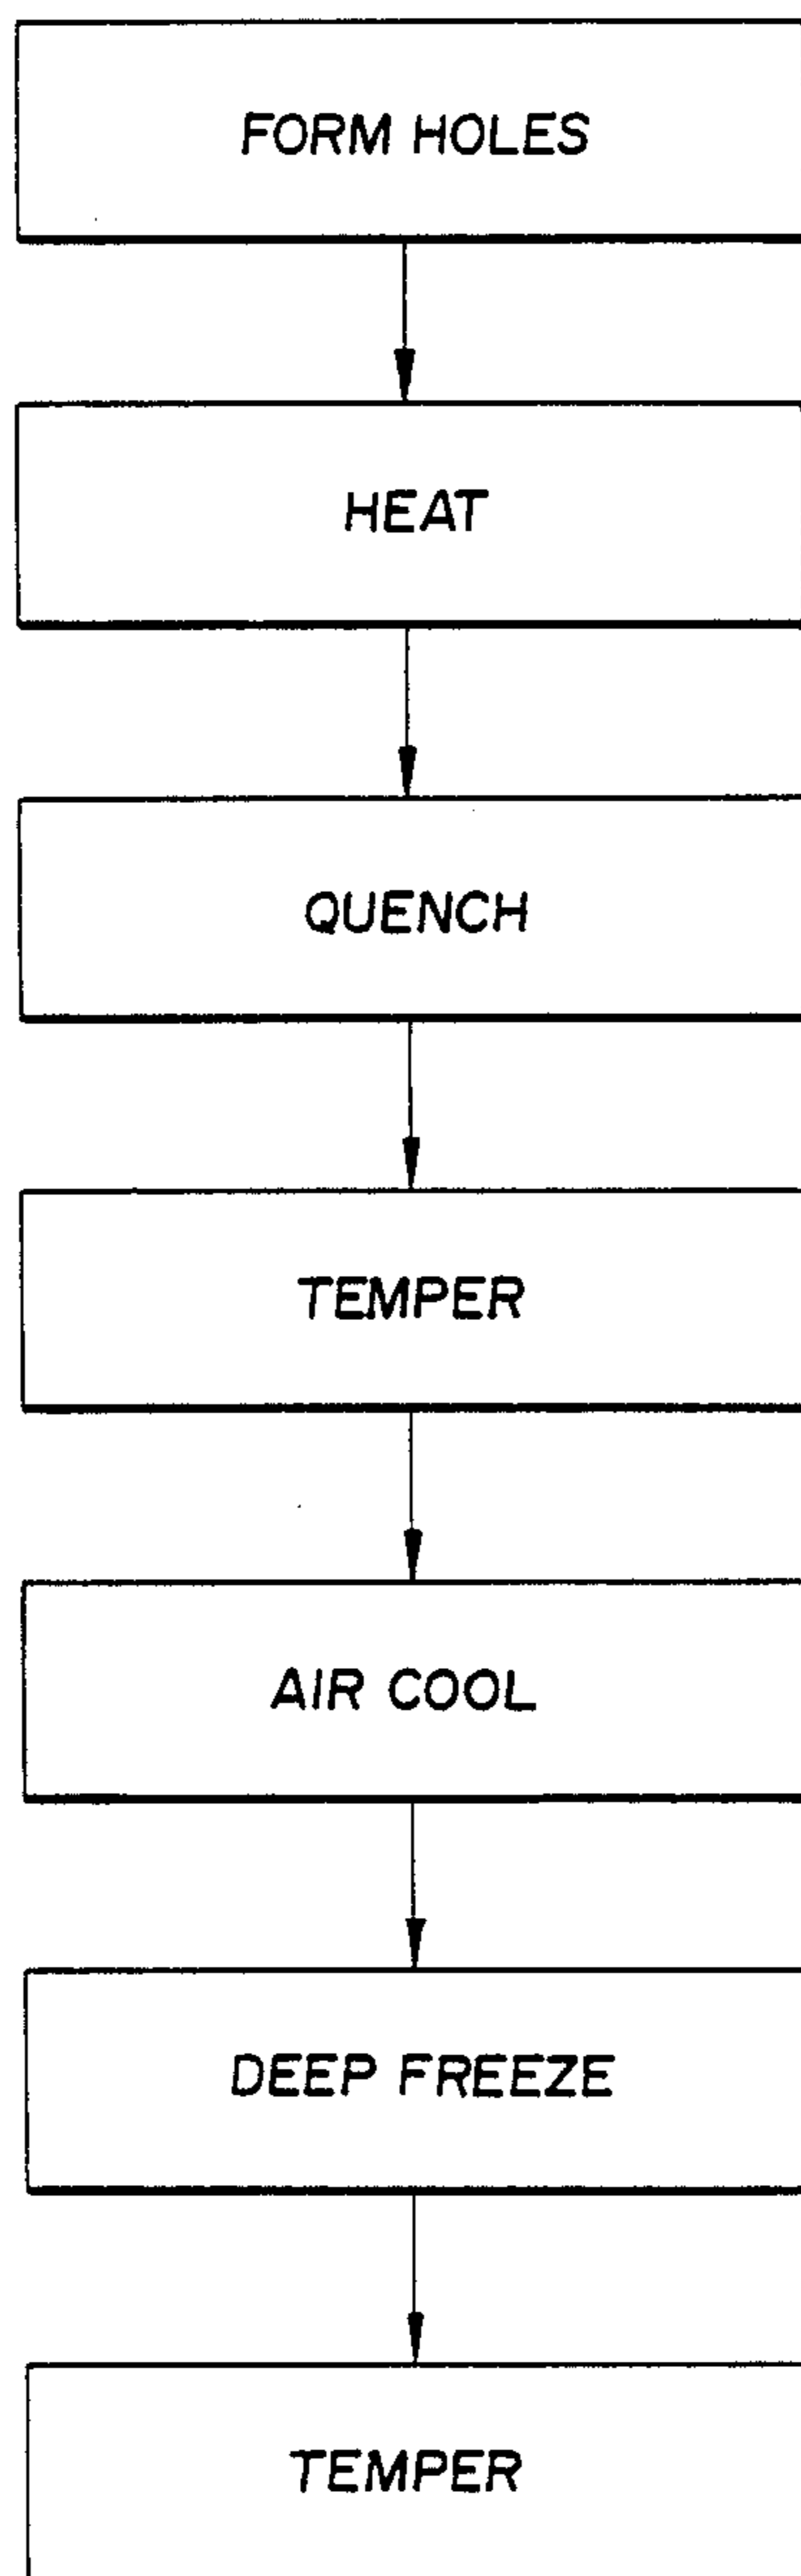 FORM HOLES
HEAT
QUENCH
TEMPER
AIR COOL
DEEP FREEZE
TEMPER